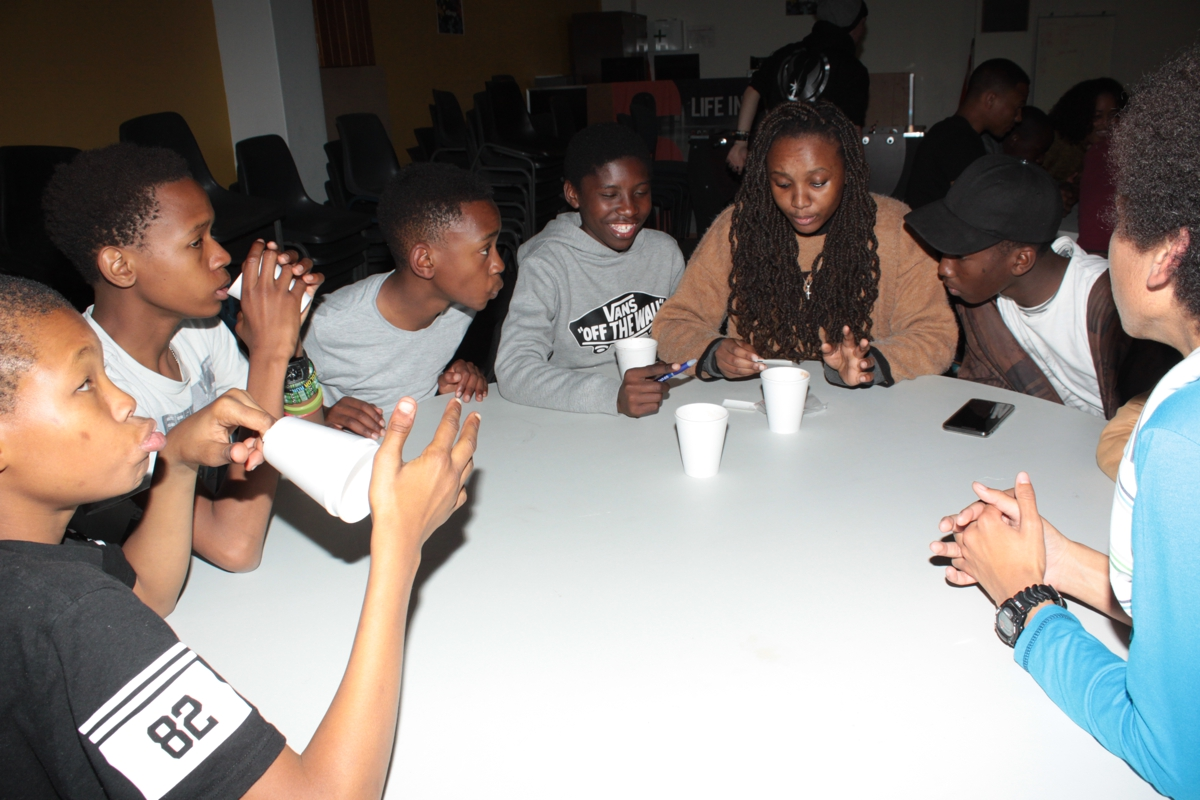 LIFE IN
VANS
"OFF THE WALL"
82